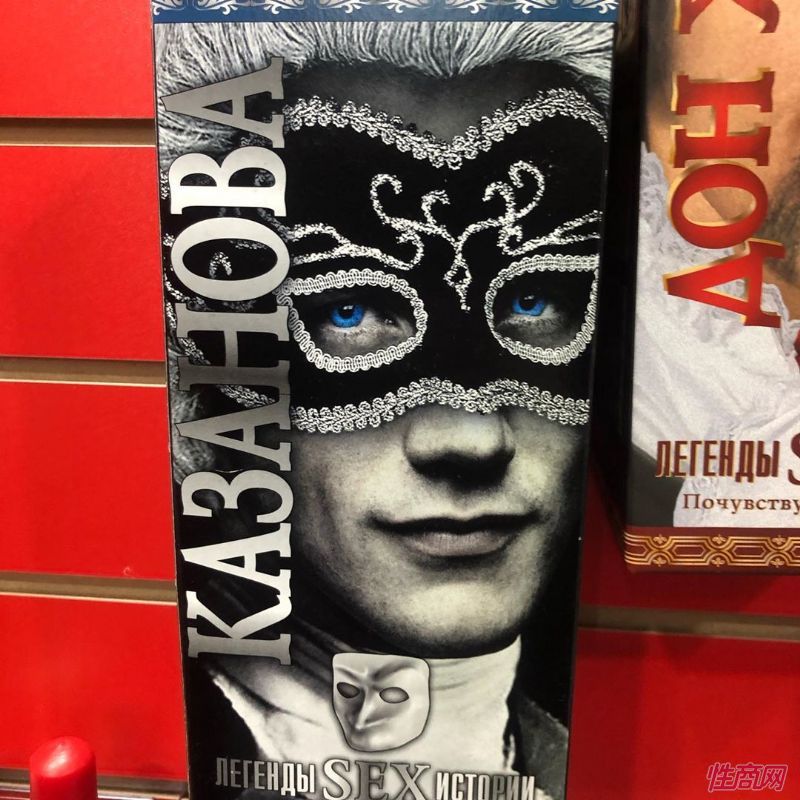 КАЗАНОВА
ЛЕГЕНДЫ SEX ИСТОРИИ
ДОН
ЛЕГЕНДЫ
Почувству
性商网